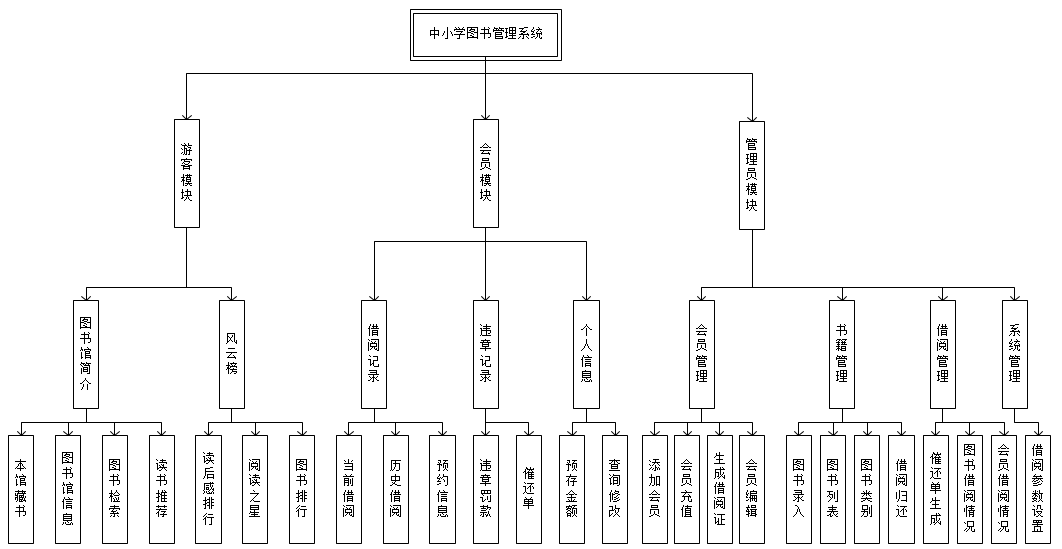 中小学图书管理系统
游客模块
会员模块
管理员模块
图书馆简介
风云榜
借阅记录
违章记录
个人信息
会员管理
书籍管理
借阅管理
系统管理
本馆藏书
图书馆信息
图书检索
读书推荐
读后感排行
阅读之星
图书排行
当前借阅
历史借阅
预约信息
违章罚款
催还单
预存金额
查询修改
添加会员
会员充值
生成借阅证
会员编辑
图书录入
图书列表
图书类别
借阅归还
催还单生成
图书借阅情况
会员借阅情况
借阅参数设置